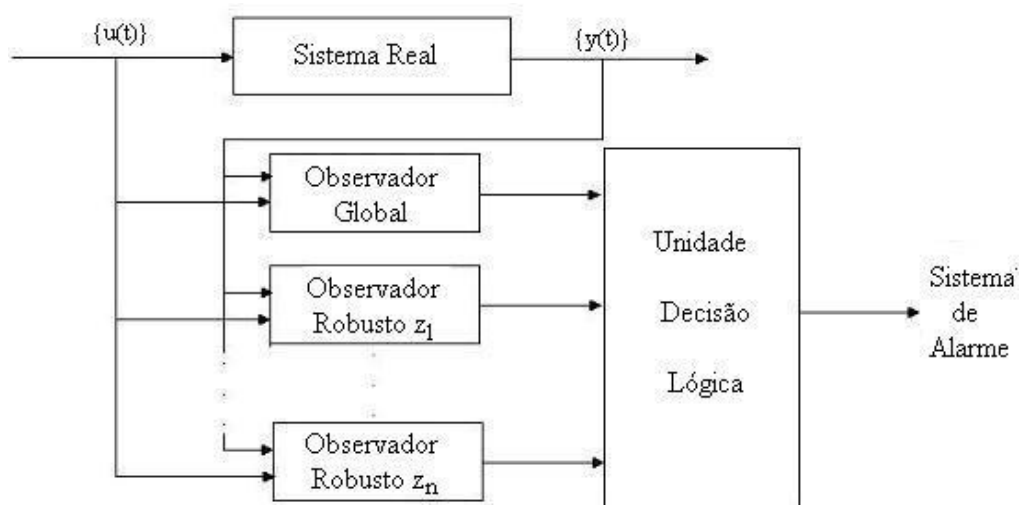 {u(t)}
Sistema Real
{y(t)}
Observador
Global
Observador
Robusto z₁
Observador
Robusto zₙ
Unidade
Decisão
Lógica
Sistema
de
Alarme